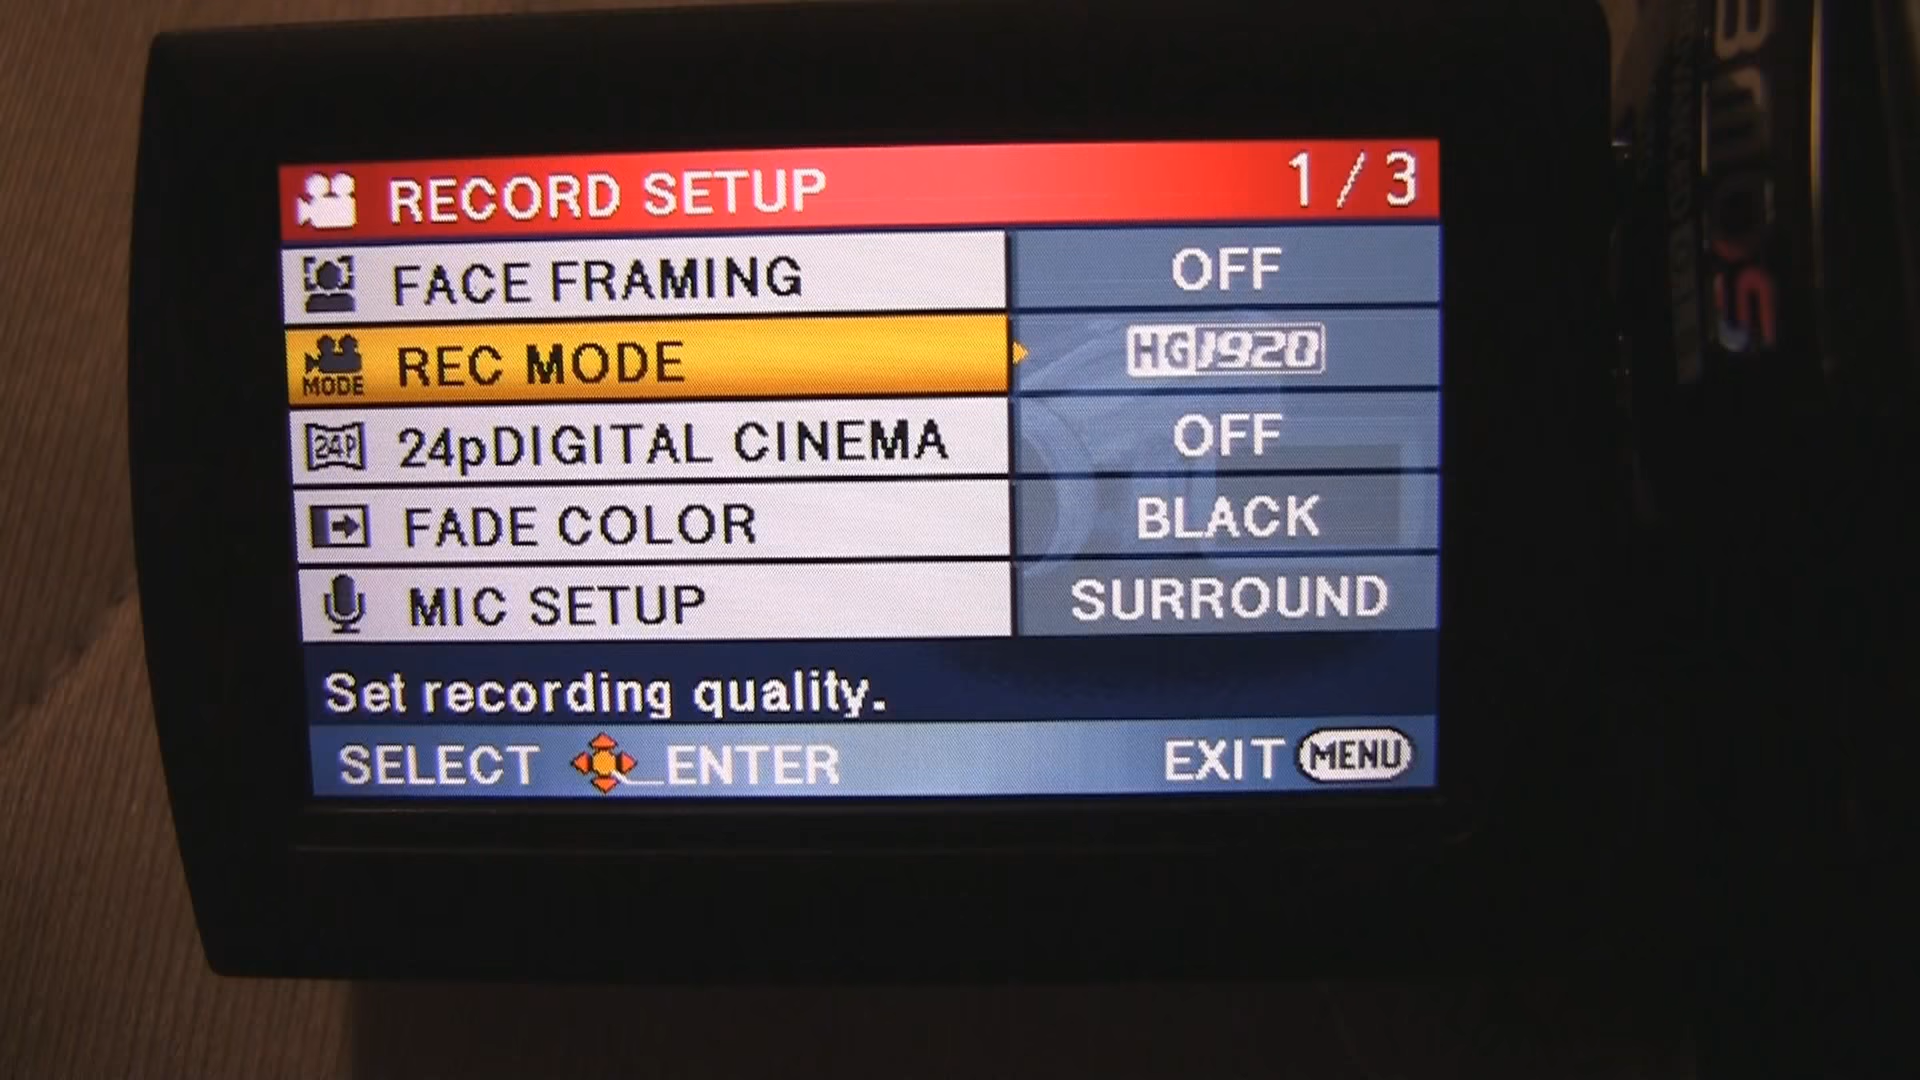 RECORD SETUP 1/3
FACE FRAMING OFF
MODE REC MODE HG 1920
24P 24pDIGITAL CINEMA OFF
FADE COLOR BLACK
MIC SETUP SURROUND
Set recording quality.
SELECT ENTER EXIT MENU
3MOS